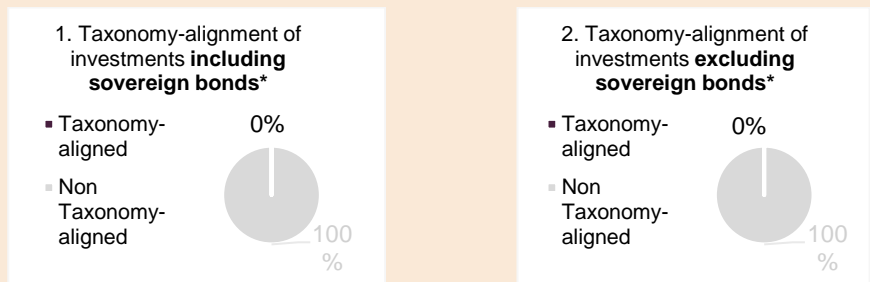 1. Taxonomy-alignment of
investments including
sovereign bonds*
Taxonomy-
aligned
Non
Taxonomy-
aligned
0%
100
%
2. Taxonomy-alignment of
investments excluding
sovereign bonds*
Taxonomy-
aligned
Non
Taxonomy-
aligned
0%
100
%